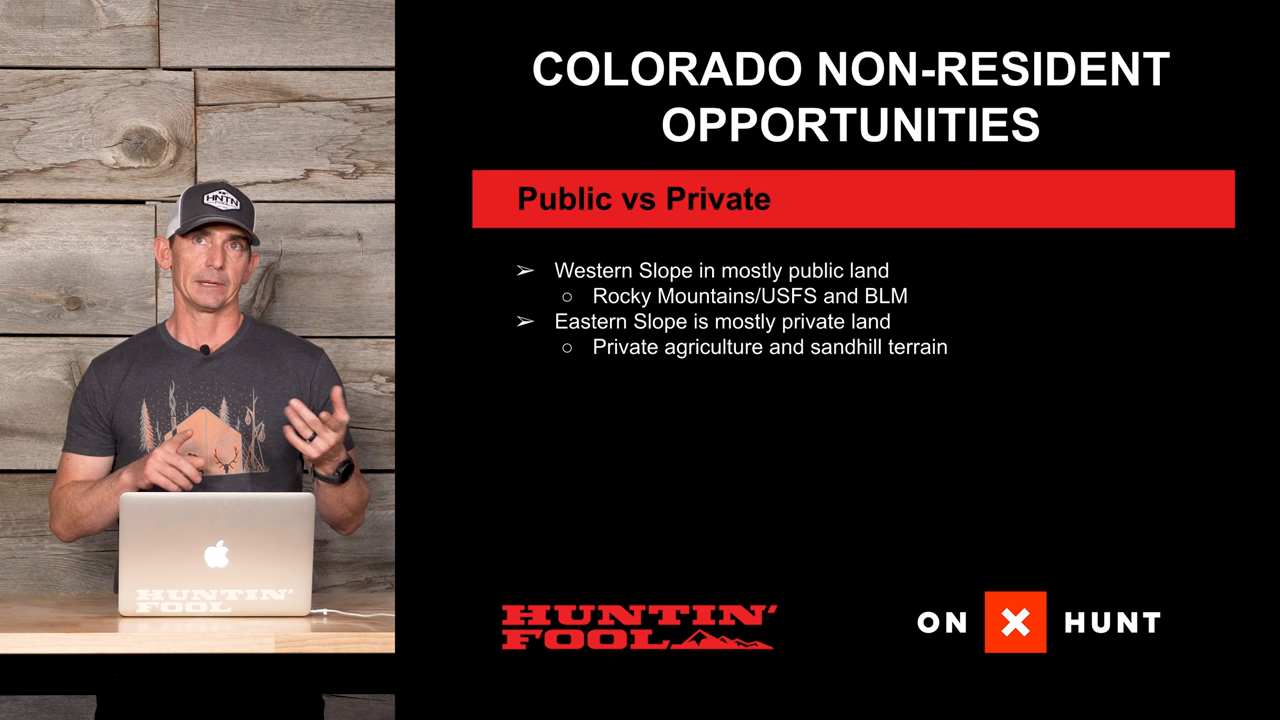 COLORADO NON-RESIDENT
OPPORTUNITIES
Public vs Private
➢ Western Slope in mostly public land
○ Rocky Mountains/USFS and BLM
➢ Eastern Slope is mostly private land
○ Private agriculture and sandhill terrain
HNTN
HUNTIN'
FOOL
HUNTIN'
FOOL
ON X HUNT